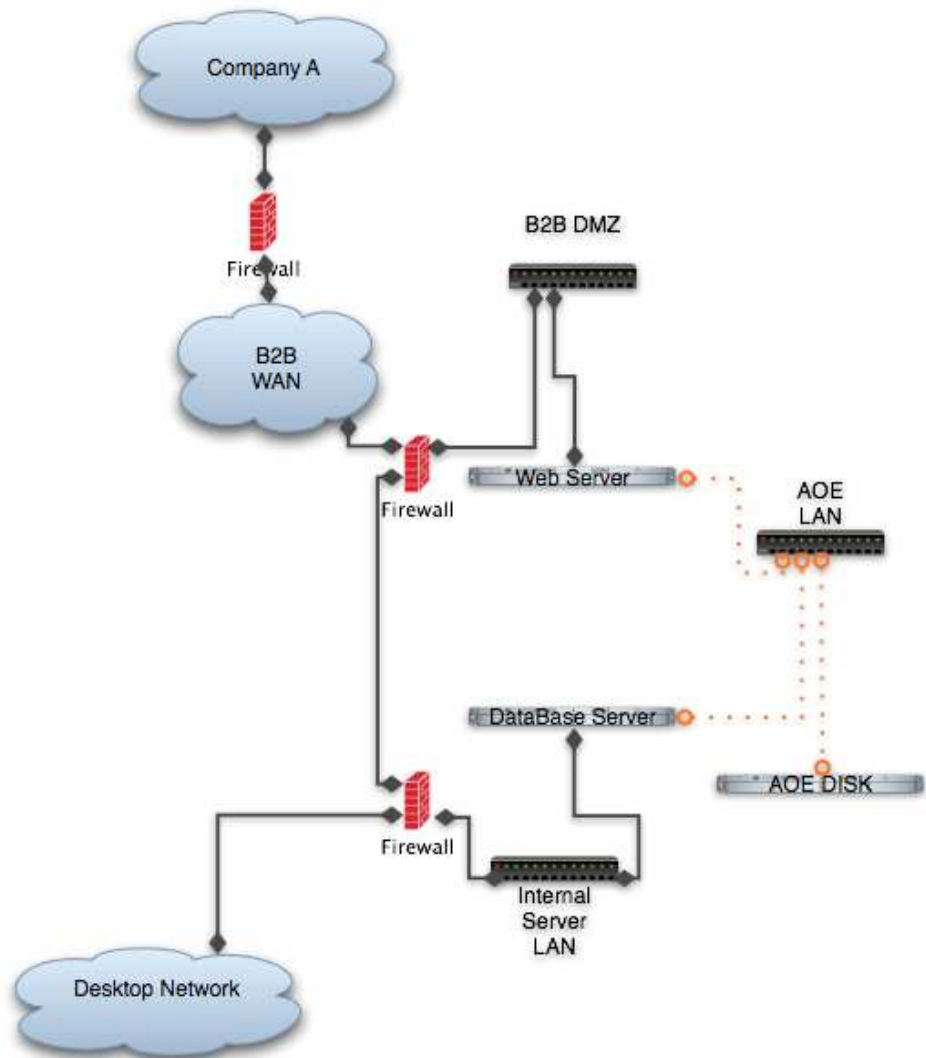 Company A
Firewall
B2B DMZ
B2B
WAN
Firewall
Web Server
AOE
LAN
DataBase Server
AOE DISK
Firewall
Internal
Server
LAN
Desktop Network